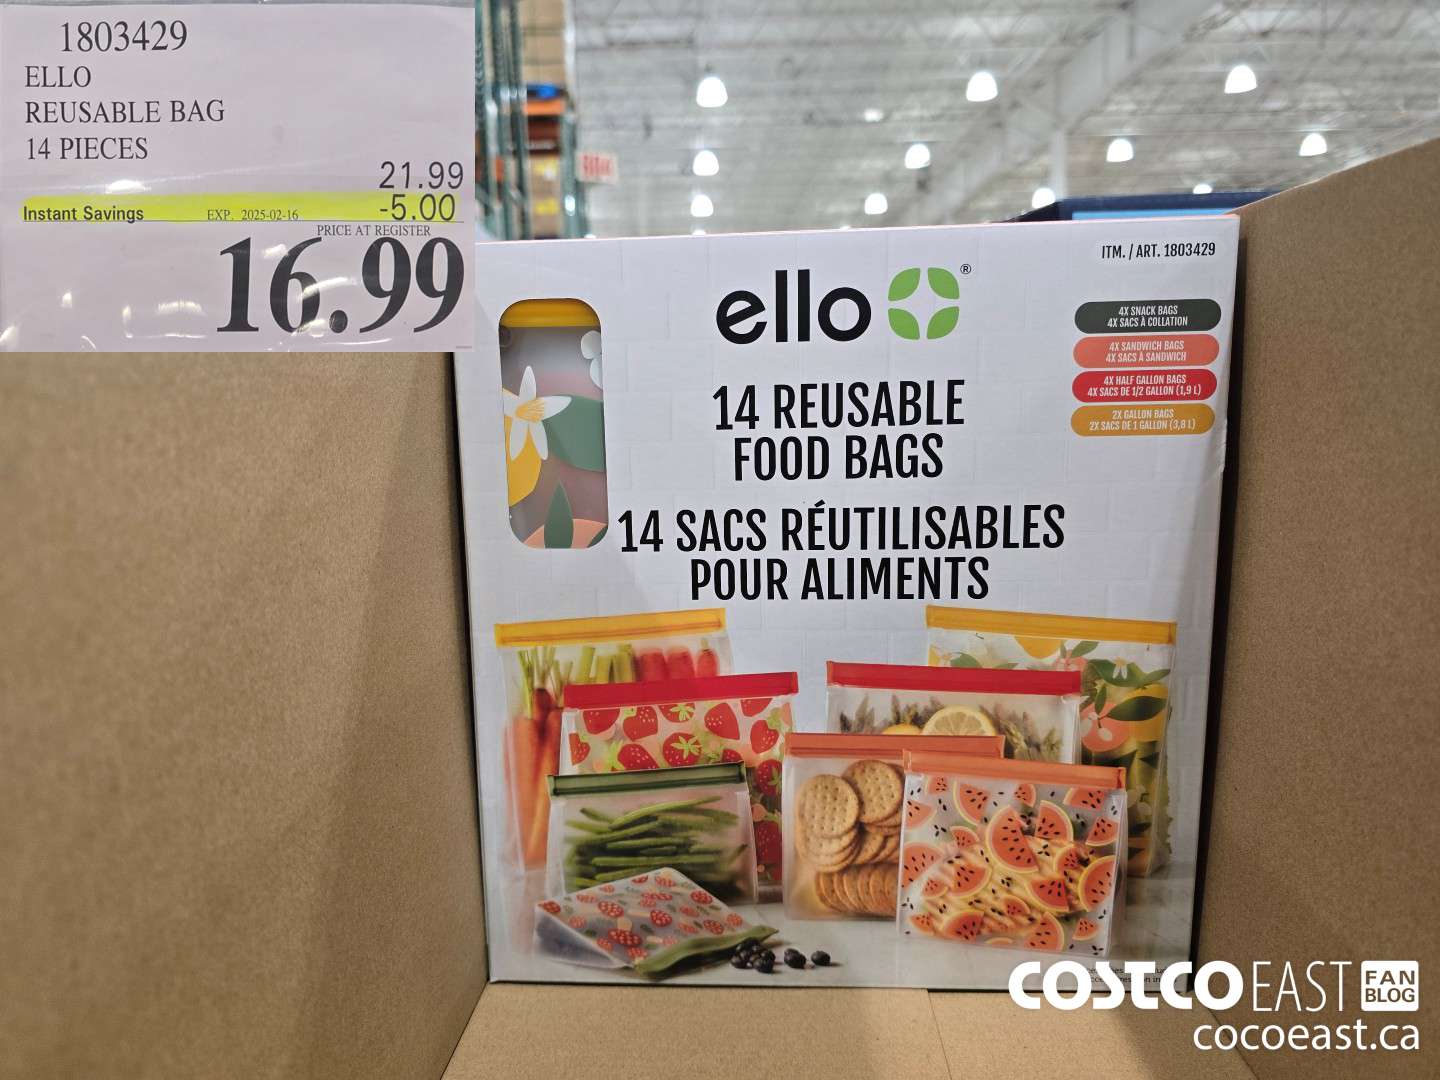 1803429
ELLO
REUSABLE BAG
14 PIECES
21.99
Instant Savings EXP. 2025-02-16 -5.00
PRICE AT REGISTER
16.99
ITM. / ART. 1803429
ello®
4X SNACK BAGS
4X SACS À COLLATION
4X SANDWICH BAGS
4X SACS À SANDWICH
4X HALF GALLON BAGS
4X SACS DE 1/2 GALLON (1,9 L)
2X GALLON BAGS
2X SACS DE 1 GALLON (3,8 L)
14 REUSABLE
FOOD BAGS
14 SACS RÉUTILISABLES
POUR ALIMENTS
COSTCO EAST FAN
BLOG
cocoeast.ca